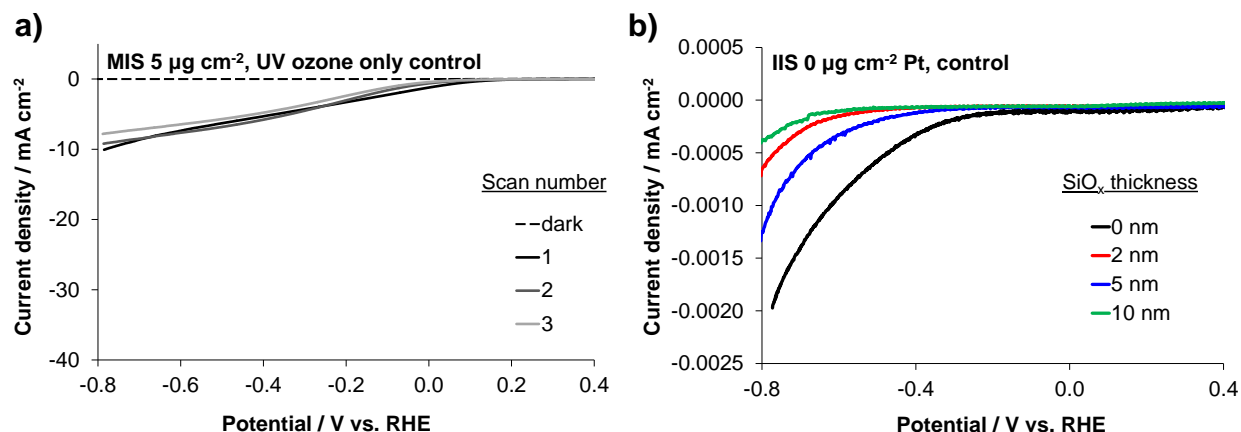 a)
MIS 5 µg cm-2, UV ozone only control
0
-10
-20
-30
-40
-0.8
-0.6
-0.4
-0.2
0.0
0.2
0.4
Current density / mA cm-2
Potential / V vs. RHE
Scan number
dark
1
2
3
b)
IIS 0 µg cm-2 Pt, control
0.0005
0.0000
-0.0005
-0.0010
-0.0015
-0.0020
-0.0025
-0.8
-0.4
0.0
0.4
Current density / mA cm-2
Potential / V vs. RHE
SiOx thickness
0 nm
2 nm
5 nm
10 nm